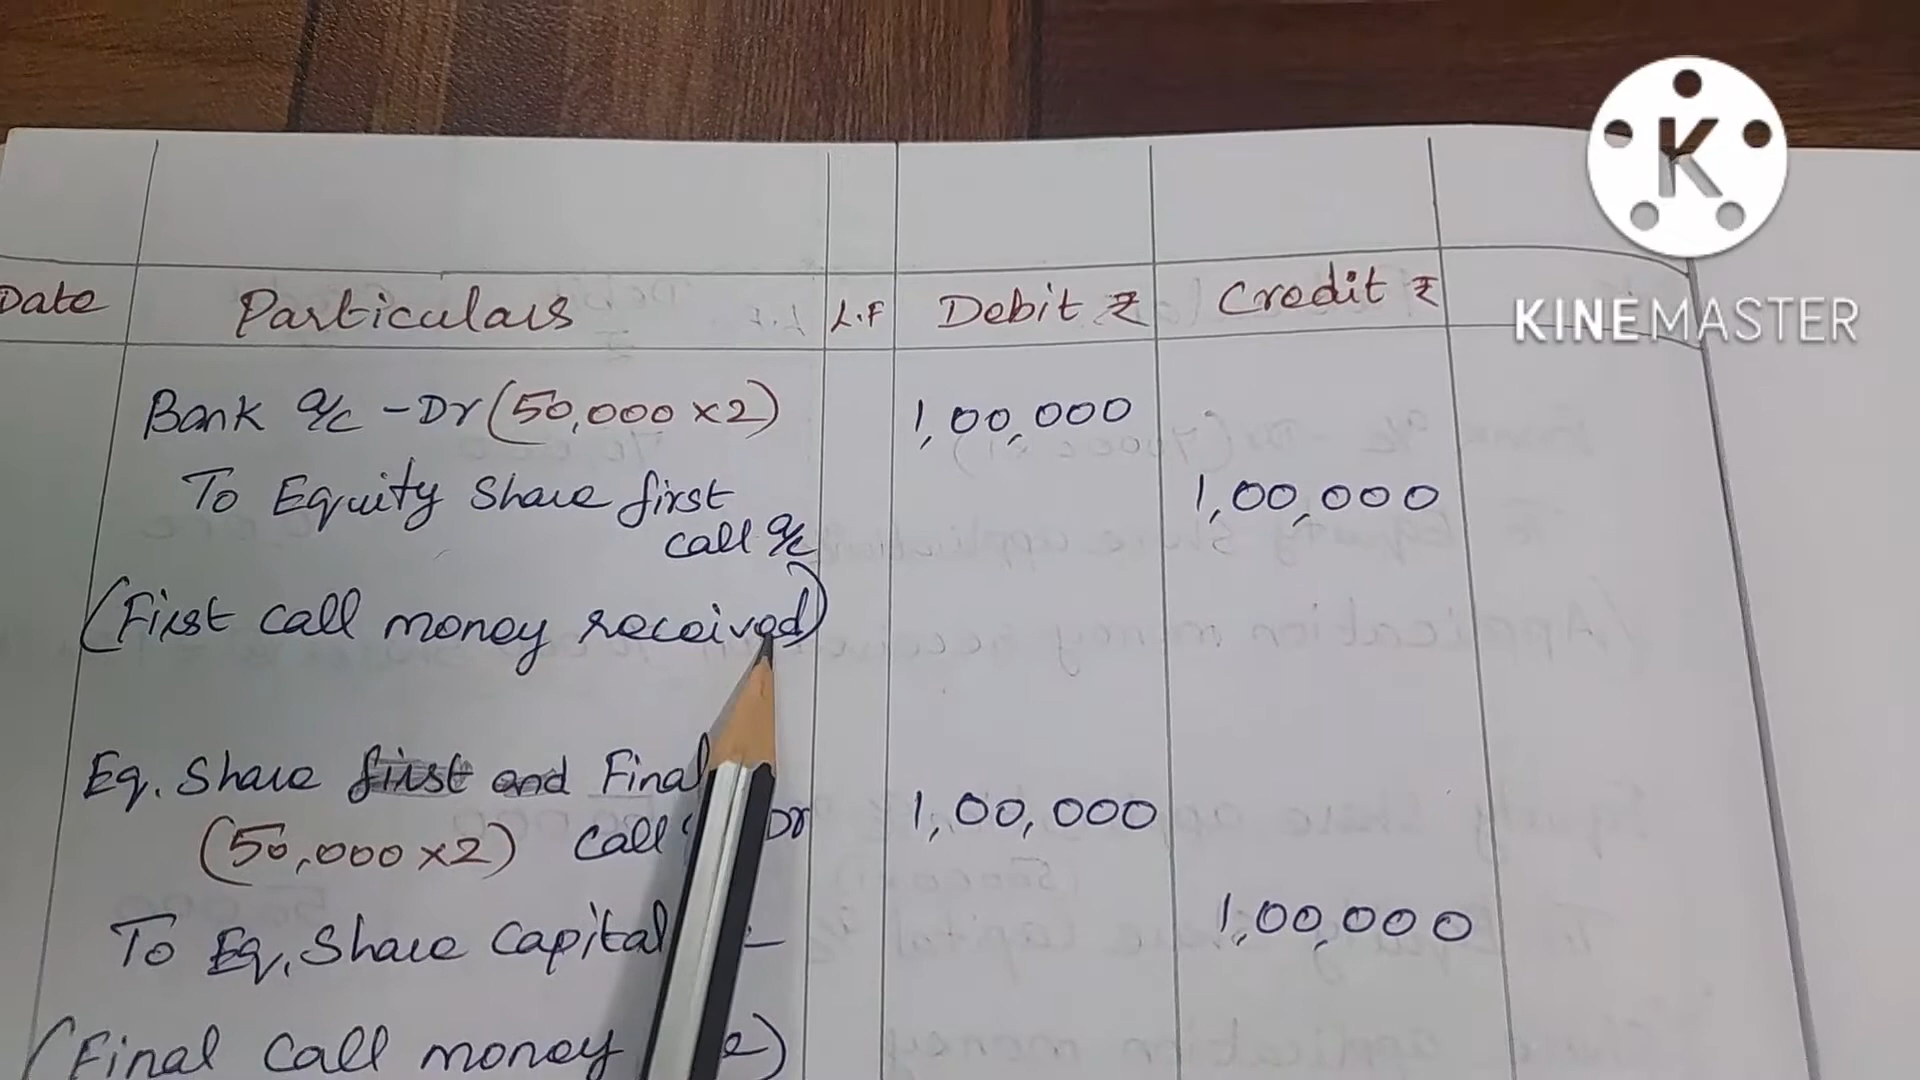 K
KINEMASTER
Date Particulars L.F Debit ₹ Credit ₹
Bank a/c - Dr (50,000 x 2) 1,00,000
To Equity Share first 1,00,000
call a/c
(First call money received)
Eq. Share first and Final
(50,000 x 2) call Dr 1,00,000
To Eq. Share capital 1,00,000
(Final call money